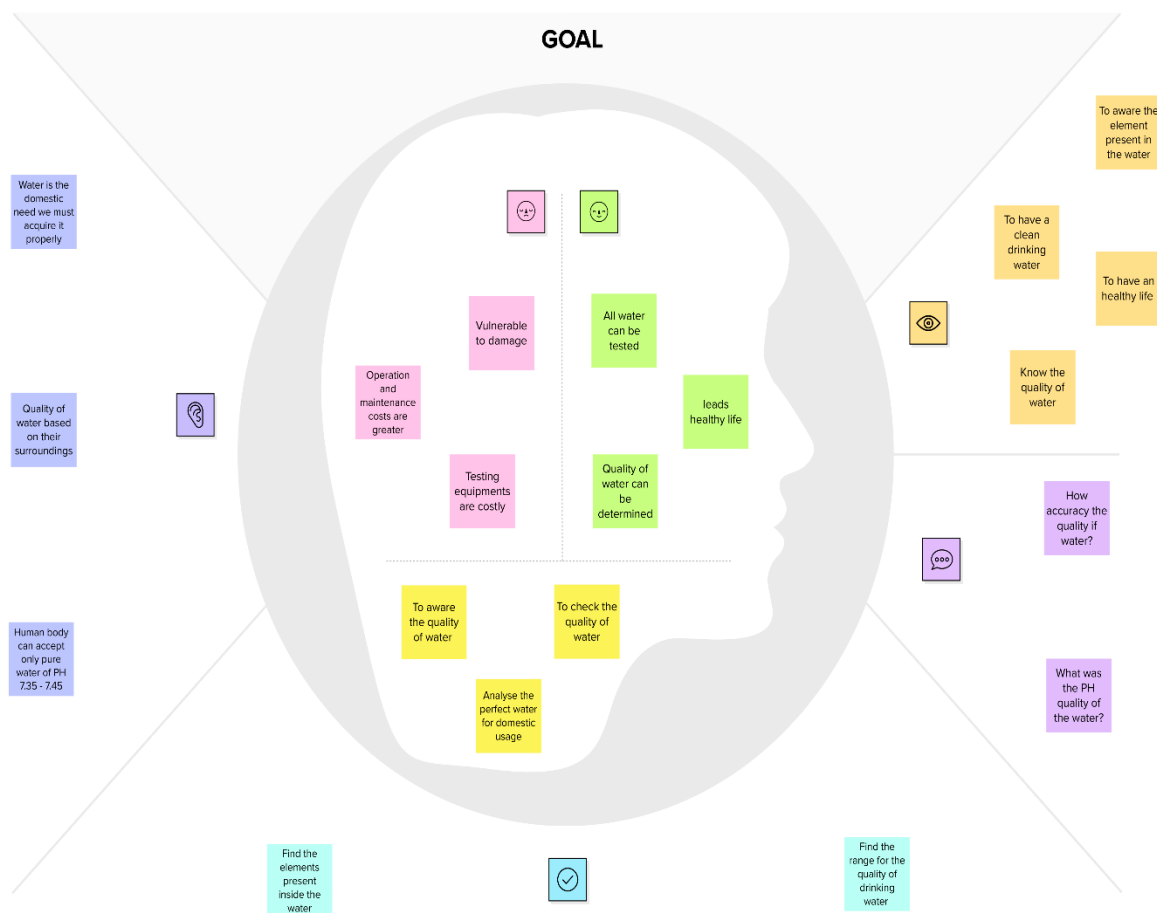 GOAL
To aware the
element
present in
the water
Water is the
domestic
need we must
acquire it
properly
To have a
clean
drinking
water
To have an
healthy life
Vulnerable
to damage
All water
can be
tested
Know the
quality of
water
Operation
and
maintenance
costs are
greater
leads
healthy life
Quality of
water based
on their
surroundings
Testing
equipments
are costly
Quality of
water can
be
determined
How
accuracy the
quality if
water?
To aware
the quality
of water
To check the
quality of
water
Human body
can accept
only pure
water of PH
7.35 - 7.45
What was
the PH
quality of
the water?
Analyse the
perfect water
for domestic
usage
Find the
elements
present
inside the
water
Find the
range for the
quality of
drinking
water